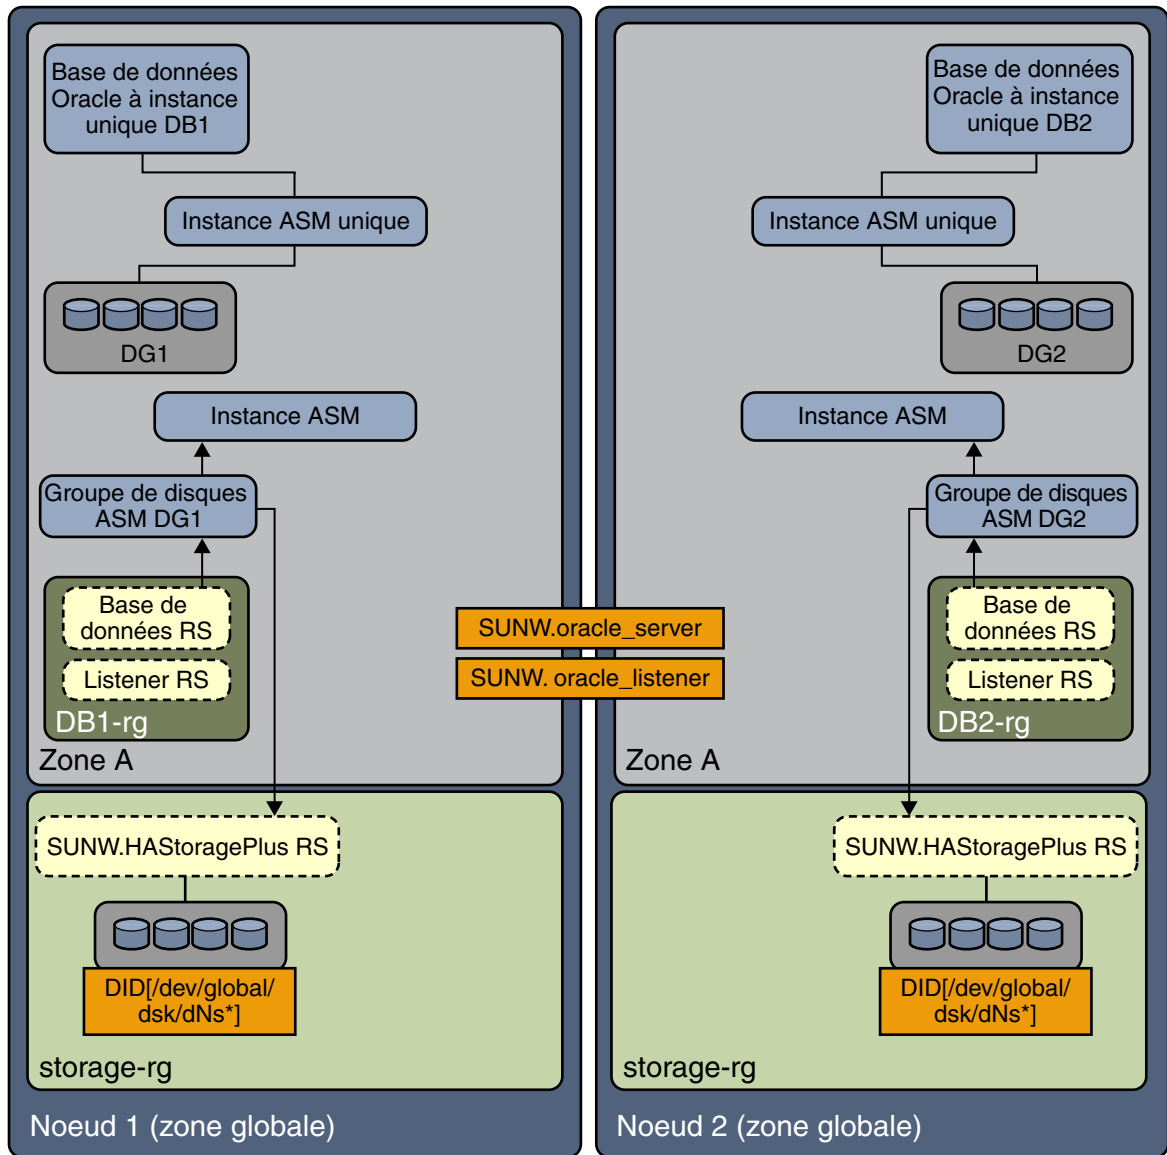 Base de données
Oracle à instance
unique DB1
Instance ASM unique
DG1
Instance ASM
Groupe de disques
ASM DG1
Base de
données RS
Listener RS
DB1-rg
Zone A
SUNW.HAStoragePlus RS
DID[/dev/global/
dsk/dNs*]
storage-rg
Noeud 1 (zone globale)
SUNW.oracle_server
SUNW. oracle_listener
Base de données
Oracle à instance
unique DB2
Instance ASM unique
DG2
Instance ASM
Groupe de disques
ASM DG2
Base de
données RS
Listener RS
DB2-rg
Zone A
SUNW.HAStoragePlus RS
DID[/dev/global/
dsk/dNs*]
storage-rg
Noeud 2 (zone globale)